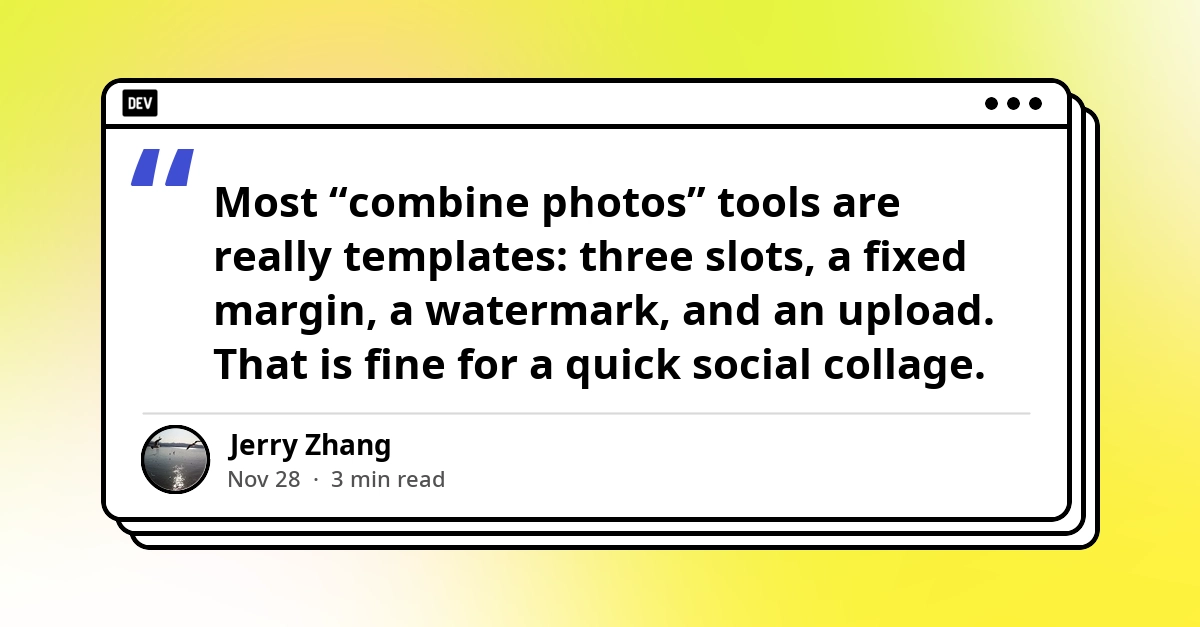 DEV
Most “combine photos” tools are
really templates: three slots, a fixed
margin, a watermark, and an upload.
That is fine for a quick social collage.
Jerry Zhang
Nov 28 · 3 min read